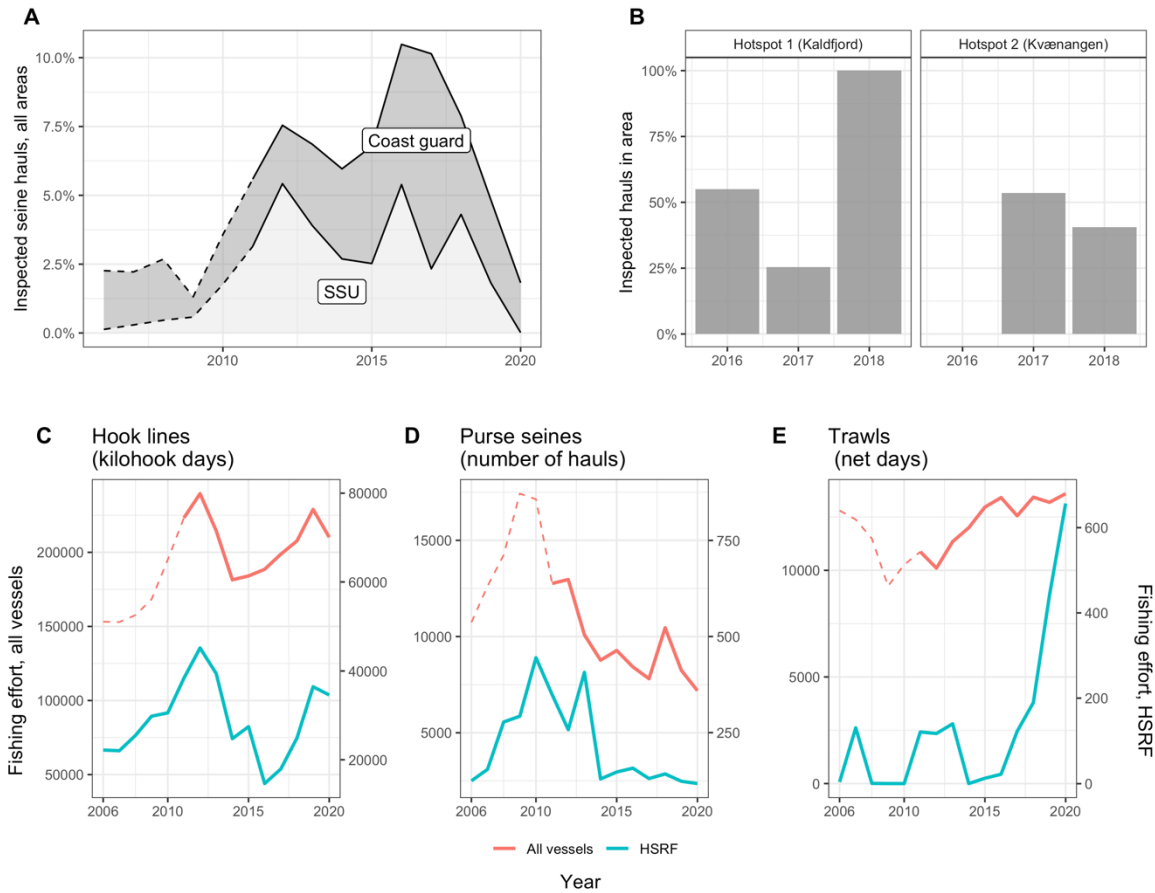 A
Inspected seine hauls, all areas
10.0%
7.5%
5.0%
2.5%
0.0%
Coast guard
SSU
2010
2015
2020
B
Inspected hauls in area
Hotspot 1 (Kaldfjord)
Hotspot 2 (Kvænangen)
100%
75%
50%
25%
0%
2016
2017
2018
2016
2017
2018
C
Hook lines
(kilohook days)
Fishing effort, all vessels
200000
150000
100000
50000
80000
60000
40000
20000
2006
2010
2015
2020
D
Purse seines
(number of hauls)
15000
10000
5000
750
500
250
2006
2010
2015
2020
E
Trawls
(net days)
10000
5000
0
600
400
200
0
2006
2010
2015
2020
Fishing effort, HSRF
All vessels
HSRF
Year